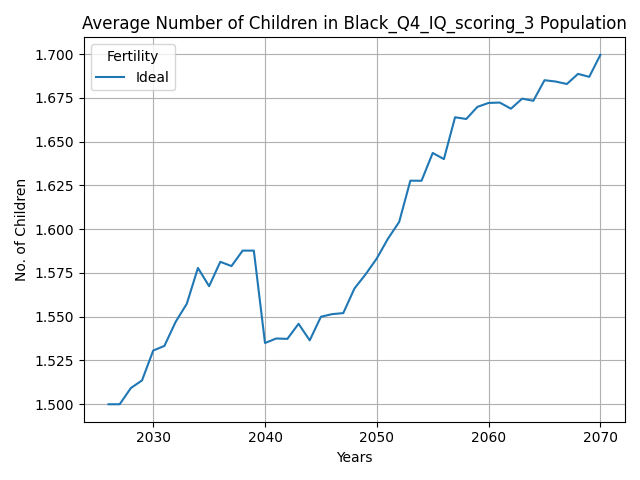 Average Number of Children in Black_Q4_IQ_scoring_3 Population
Fertility
Ideal
No. of Children
1.700
1.675
1.650
1.625
1.600
1.575
1.550
1.525
1.500
2030 2040 2050 2060 2070
Years